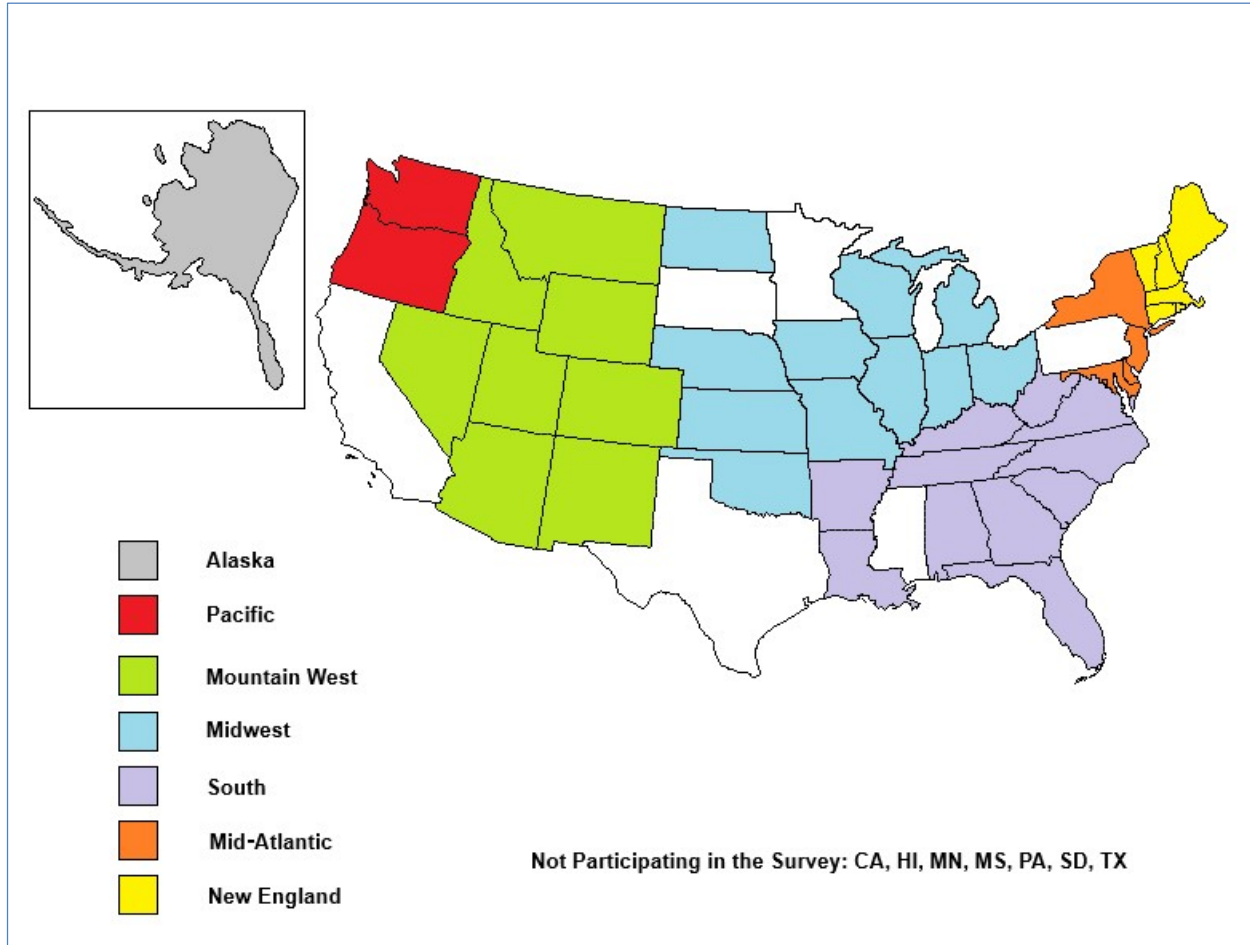 Alaska
Pacific
Mountain West
Midwest
South
Mid-Atlantic
New England
Not Participating in the Survey: CA, HI, MN, MS, PA, SD, TX